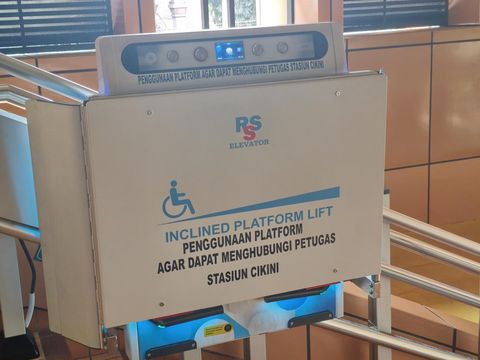 PENGGUNAAN PLATFORM AGAR DAPAT MENGHUBUNGI PETUGAS STASIUN CIKINI
RSS
ELEVATOR
INCLINED PLATFORM LIFT
PENGGUNAAN PLATFORM
AGAR DAPAT MENGHUBUNGI PETUGAS
STASIUN CIKINI